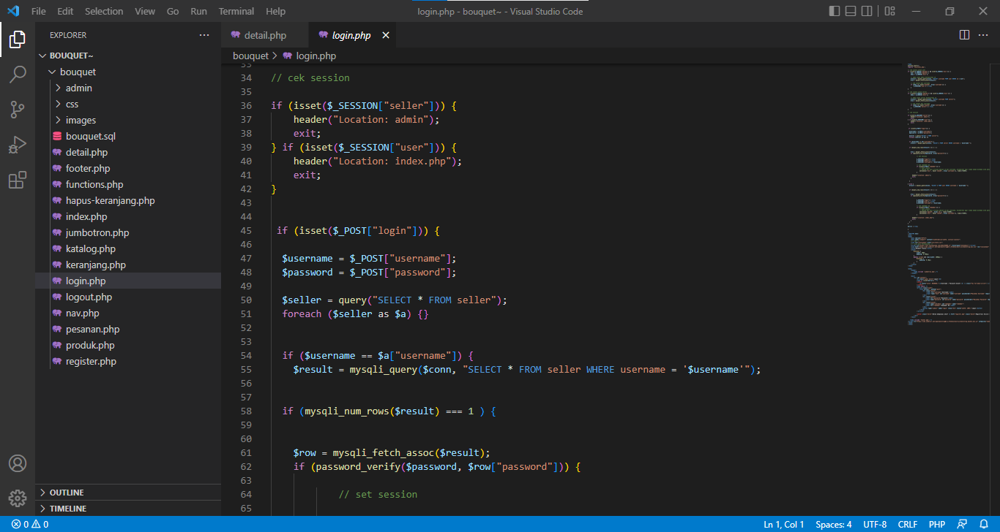 File Edit Selection View Go Run Terminal Help
login.php - bouquet~ - Visual Studio Code
EXPLORER
BOUQUET~
bouquet
admin
css
images
bouquet.sql
detail.php
footer.php
functions.php
hapus-keranjang.php
index.php
jumbotron.php
katalog.php
keranjang.php
login.php
logout.php
nav.php
pesanan.php
produk.php
register.php
OUTLINE
TIMELINE
detail.php
login.php
bouquet > login.php
33
34 // cek session
35
36 if (isset($_SESSION["seller"])) {
37 header("Location: admin");
38 exit;
39 } if (isset($_SESSION["user"])) {
40 header("Location: index.php");
41 exit;
42 }
43
44
45 if (isset($_POST["login"])) {
46
47 $username = $_POST["username"];
48 $password = $_POST["password"];
49
50 $seller = query("SELECT * FROM seller");
51 foreach ($seller as $a) {}
52
53
54 if ($username == $a["username"]) {
55 $result = mysqli_query($conn, "SELECT * FROM seller WHERE username = '$username'");
56
57
58 if (mysqli_num_rows($result) === 1 ) {
59
60
61 $row = mysqli_fetch_assoc($result);
62 if (password_verify($password, $row["password"])) {
63
64 // set session
65
0 0
Ln 1, Col 1 Spaces: 4 UTF-8 CRLF PHP